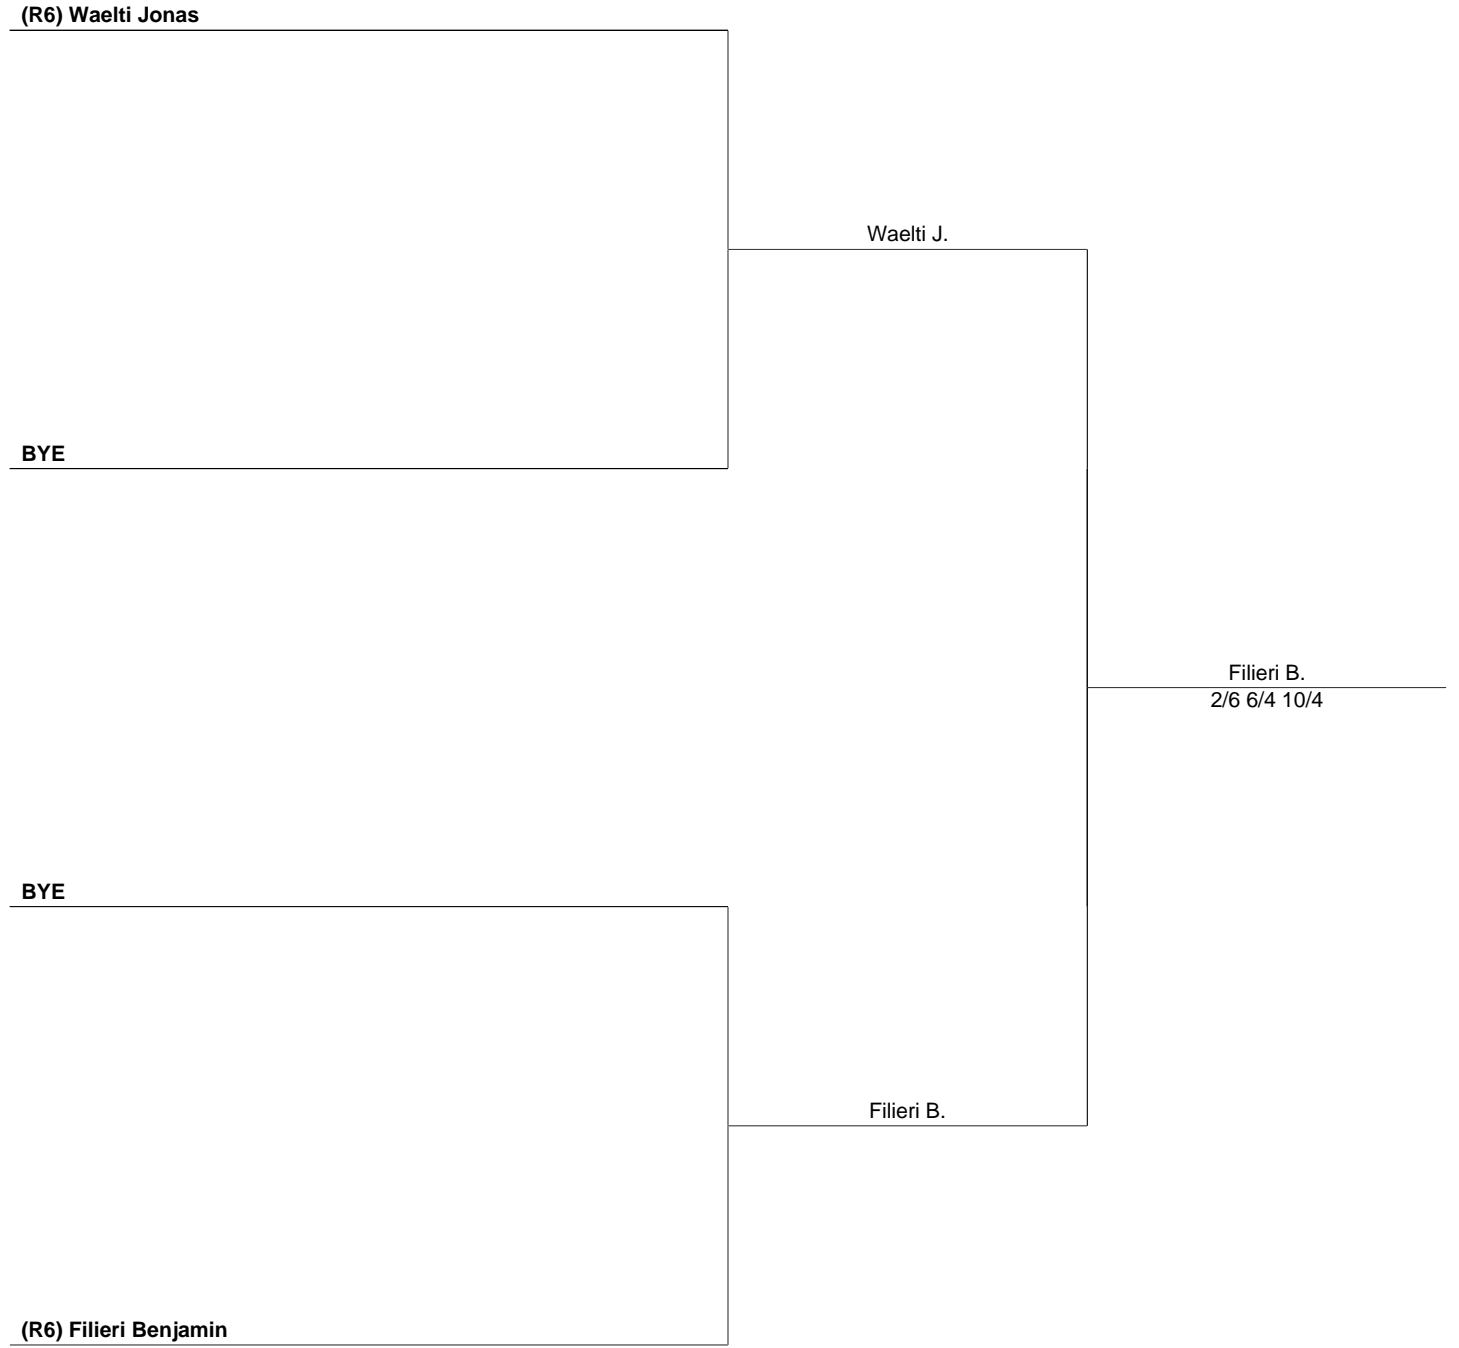 (R6) Waelti Jonas
Waelti J.
BYE
Filieri B.
2/6 6/4 10/4
BYE
Filieri B.
(R6) Filieri Benjamin